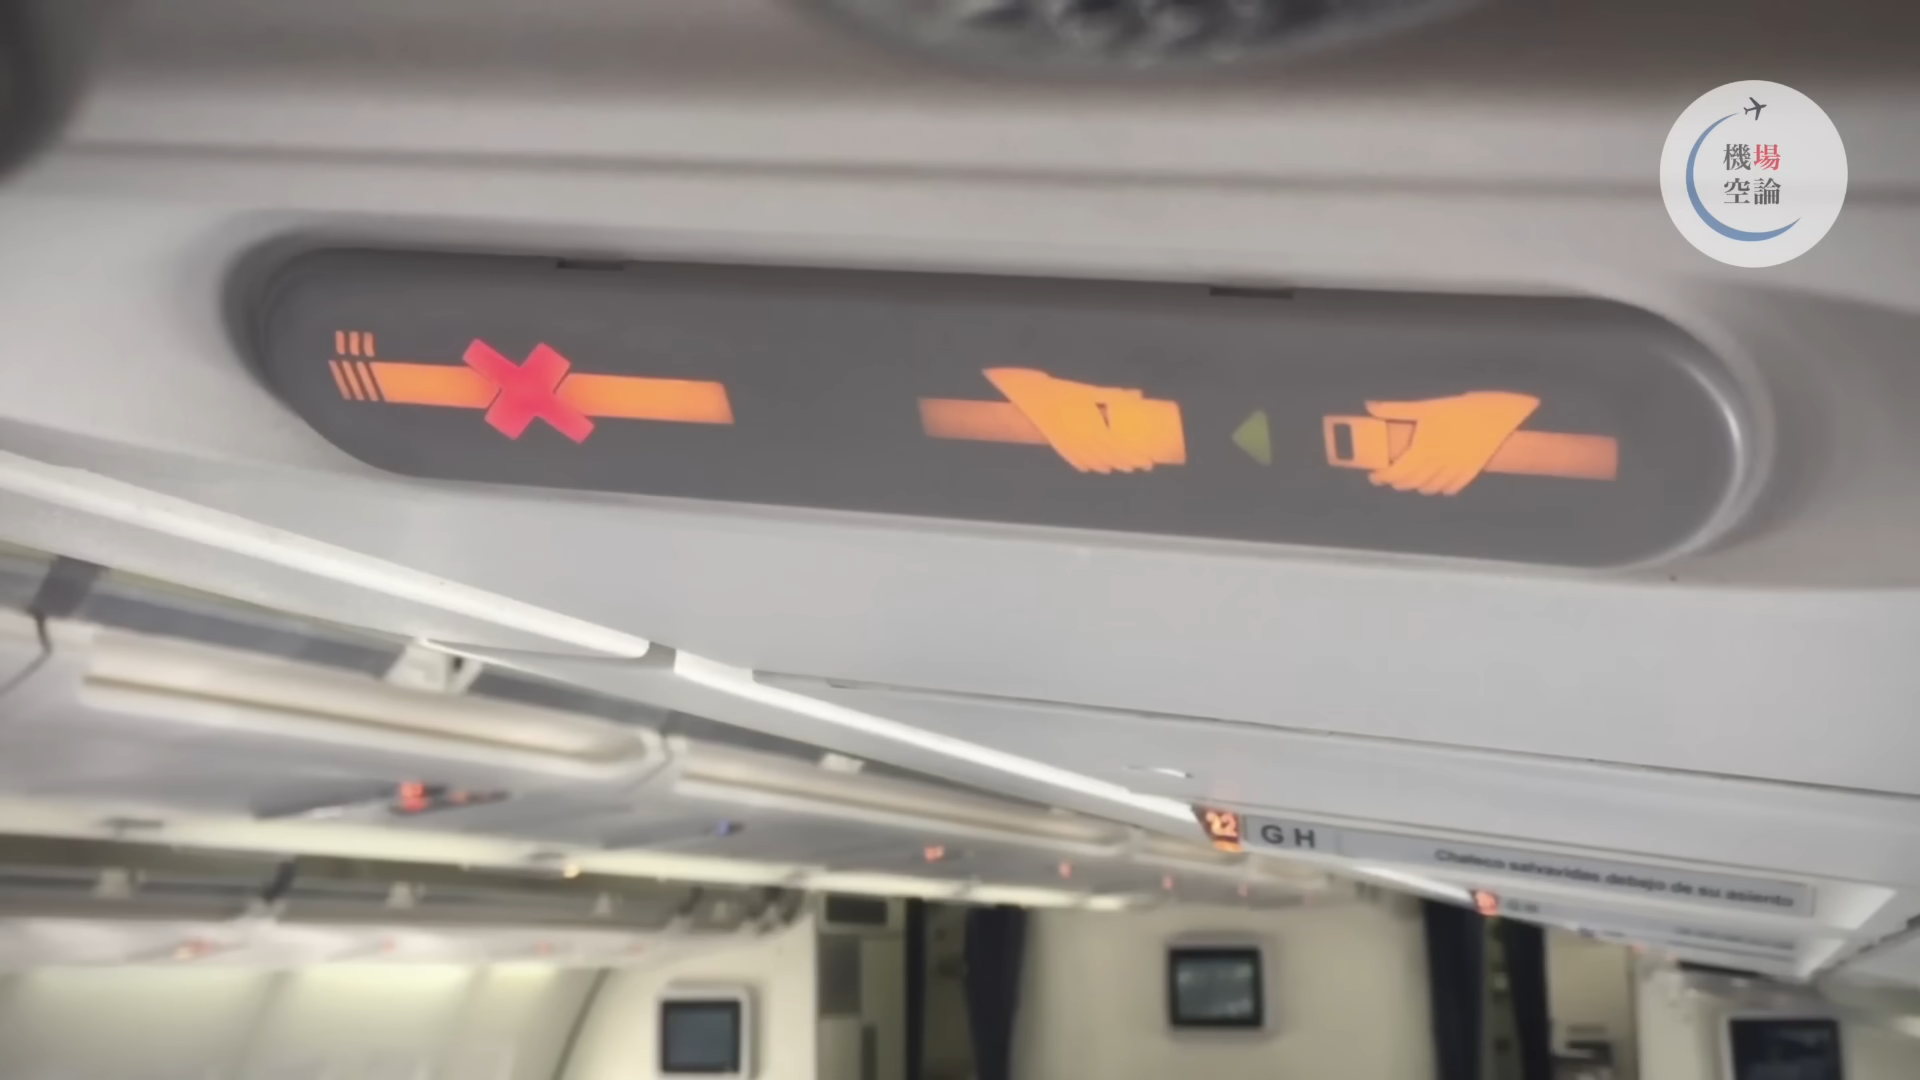 機場
空論
22
G H
Chaleco salvavidas debajo de su asiento